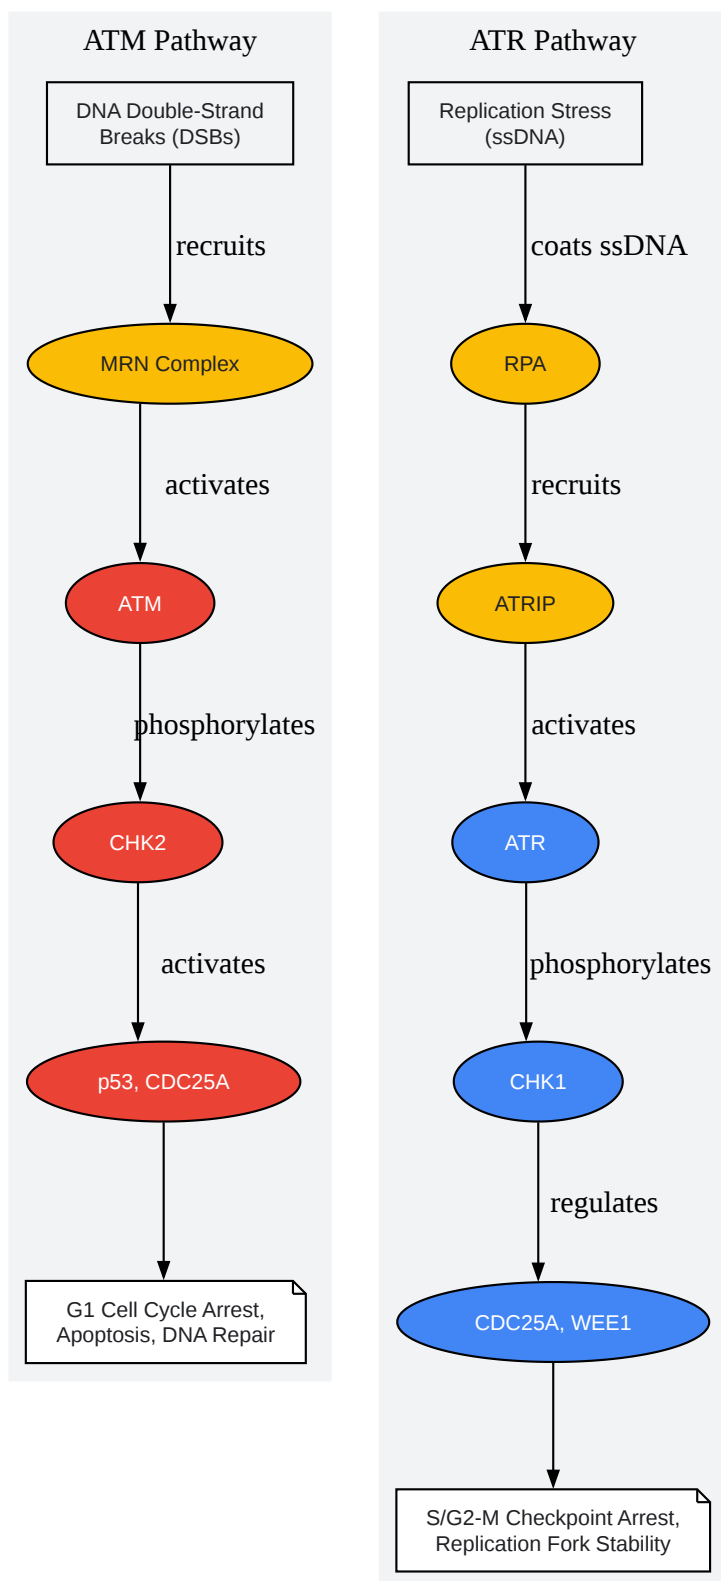 ATM Pathway
DNA Double-Strand
Breaks (DSBs)
recruits
MRN Complex
activates
ATM
phosphorylates
CHK2
activates
p53, CDC25A
G1 Cell Cycle Arrest,
Apoptosis, DNA Repair
ATR Pathway
Replication Stress
(ssDNA)
coats ssDNA
RPA
recruits
ATRIP
activates
ATR
phosphorylates
CHK1
regulates
CDC25A, WEE1
S/G2-M Checkpoint Arrest,
Replication Fork Stability